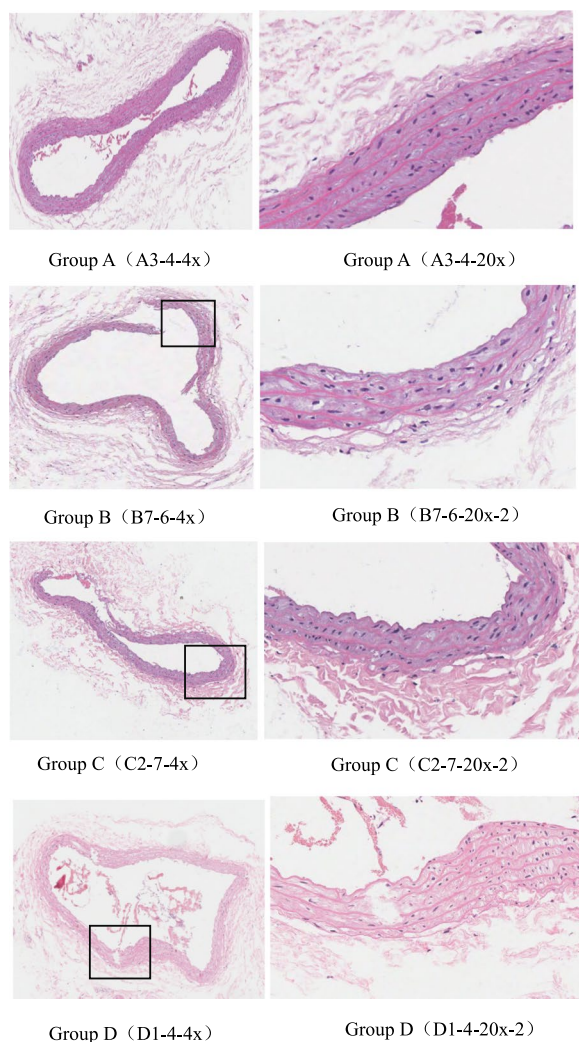 Group A（A3-4-4x） Group A（A3-4-20x）
Group B（B7-6-4x） Group B（B7-6-20x-2）
Group C（C2-7-4x） Group C（C2-7-20x-2）
Group D（D1-4-4x） Group D（D1-4-20x-2）